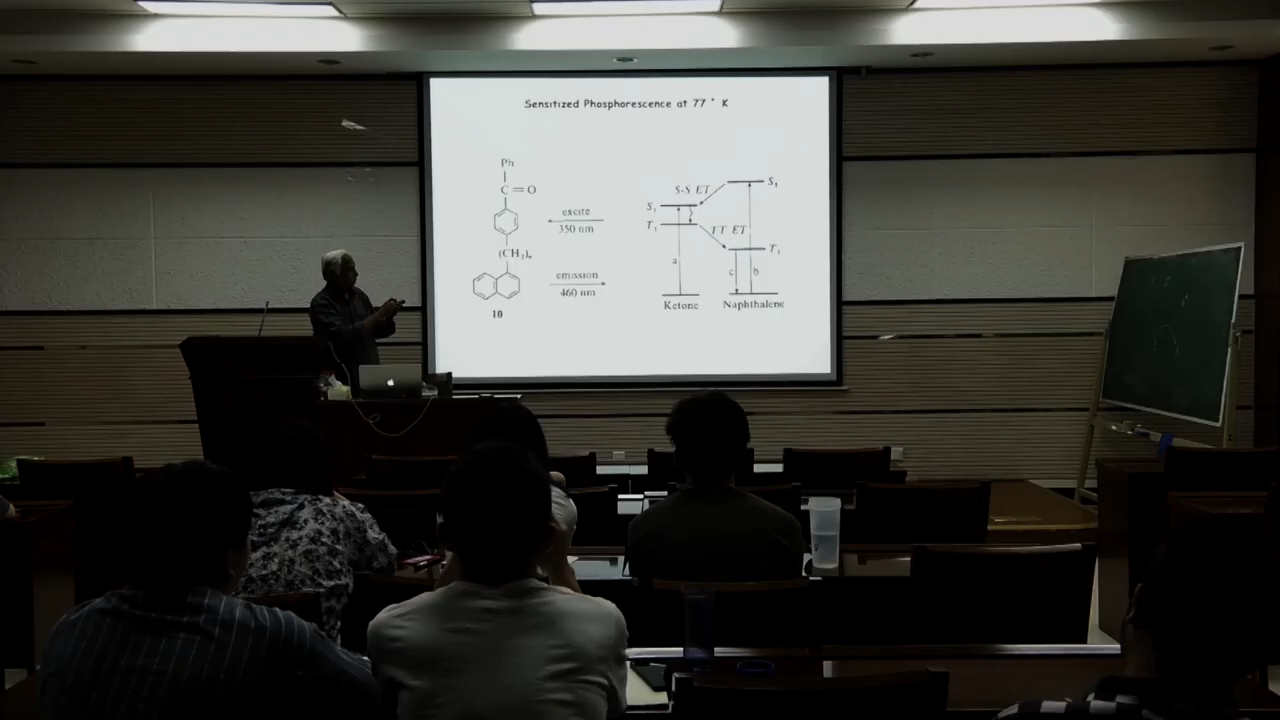 Sensitized Phosphorescence at 77 ° K
Ph
C=O
(CH₂)ₙ
10
excite
350 nm
emission
460 nm
S-S ET
S₁
S₁
T₁
TT ET
T₁
a
c
b
Ketone
Naphthalene